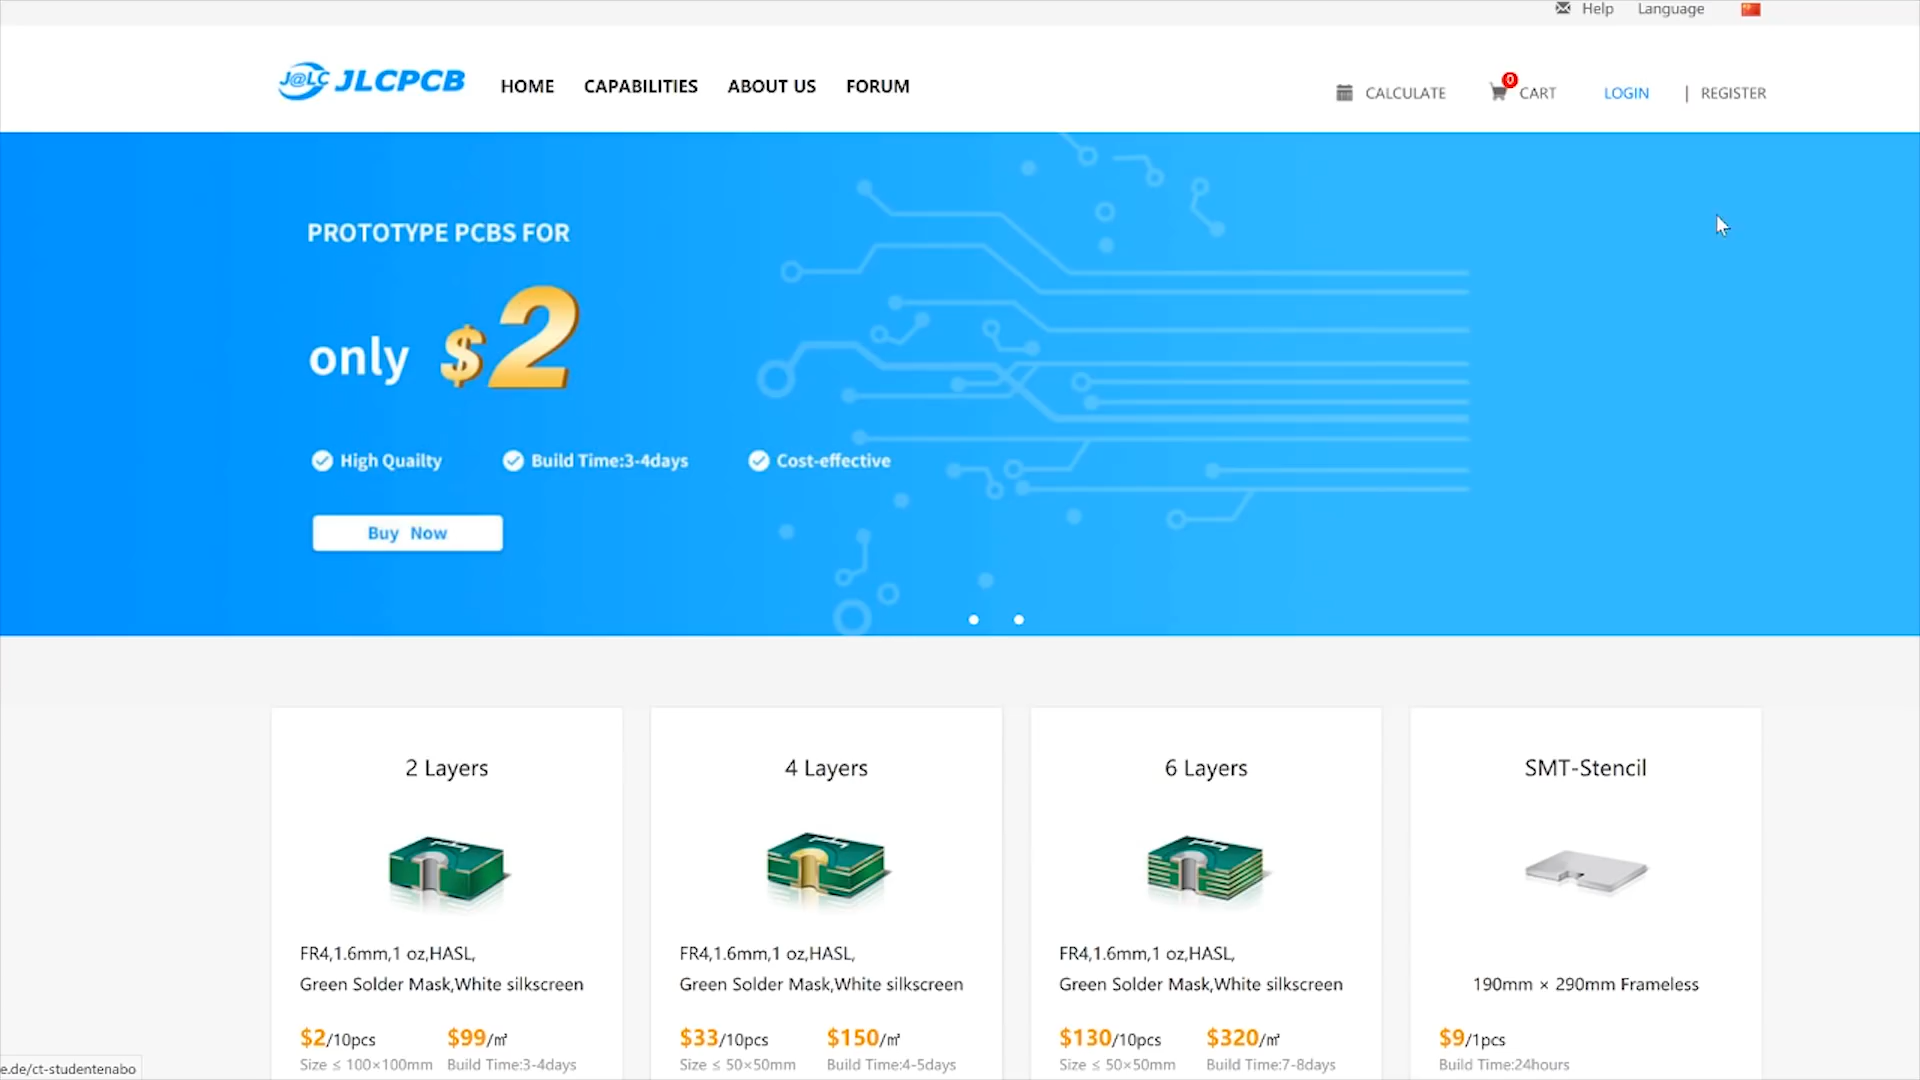 Help Language
J@LC JLCPCB HOME CAPABILITIES ABOUT US FORUM
CALCULATE 0 CART LOGIN | REGISTER
PROTOTYPE PCBS FOR
only $2
High Quailty Build Time:3-4days Cost-effective
Buy Now
2 Layers
FR4,1.6mm,1 oz,HASL,
Green Solder Mask,White silkscreen
$2/10pcs $99/㎡
Size ≤ 100×100mm Build Time:3-4days
4 Layers
FR4,1.6mm,1 oz,HASL,
Green Solder Mask,White silkscreen
$33/10pcs $150/㎡
Size ≤ 50×50mm Build Time:4-5days
6 Layers
FR4,1.6mm,1 oz,HASL,
Green Solder Mask,White silkscreen
$130/10pcs $320/㎡
Size ≤ 50×50mm Build Time:7-8days
SMT-Stencil
190mm × 290mm Frameless
$9/1pcs
Build Time:24hours
e.de/ct-studentenabo